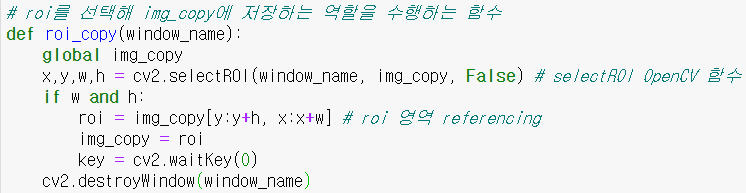 # roi를 선택해 img_copy에 저장하는 역할을 수행하는 함수
def roi_copy(window_name):
    global img_copy
    x,y,w,h = cv2.selectROI(window_name, img_copy, False) # selectROI OpenCV 함수
    if w and h:
        roi = img_copy[y:y+h, x:x+w] # roi 영역 referencing
        img_copy = roi
        key = cv2.waitKey(0)
    cv2.destroyWindow(window_name)